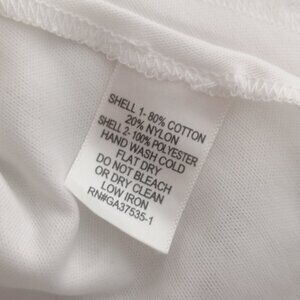 SHELL 1- 80% COTTON
20% NYLON
SHELL 2- 100% POLYESTER
HAND WASH COLD
FLAT DRY
DO NOT BLEACH
OR DRY CLEAN
LOW IRON
RN#GA37535-1